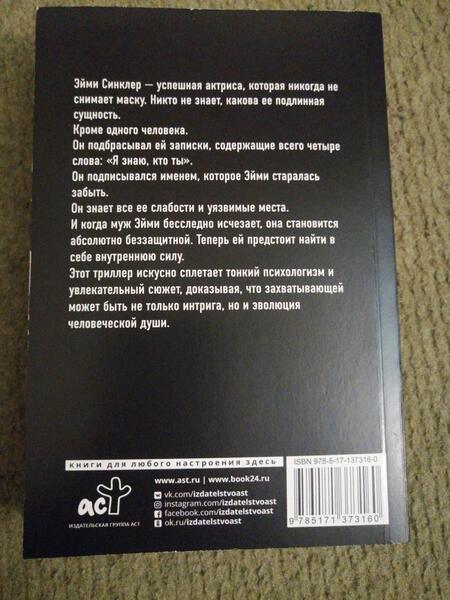 Эйми Синклер — успешная актриса, которая никогда не
снимает маску. Никто не знает, какова ее подлинная
сущность.
Кроме одного человека.
Он подбрасывал ей записки, содержащие всего четыре
слова: «Я знаю, кто ты».
Он подписывался именем, которое Эйми старалась
забыть.
Он знает все ее слабости и уязвимые места.
И когда муж Эйми бесследно исчезает, она становится
абсолютно беззащитной. Теперь ей предстоит найти в
себе внутреннюю силу.
Этот триллер искусно сплетает тонкий психологизм и
увлекательный сюжет, доказывая, что захватывающей
может быть не только интрига, но и эволюция
человеческой души.
книги для любого настроения здесь
аст
ИЗДАТЕЛЬСКАЯ ГРУППА АСТ
www.ast.ru | www.book24.ru
vk.com/izdatelstvoast
instagram.com/izdatelstvoast
facebook.com/izdatelstvoast
ok.ru/izdatelstvoast
ISBN 978-5-17-137316-0
9 785171 373160